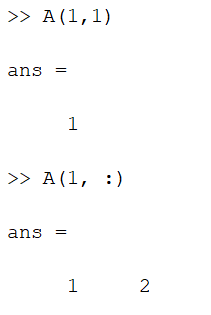 >> A(1,1)
ans =
1
>> A(1, :)
ans =
1 2